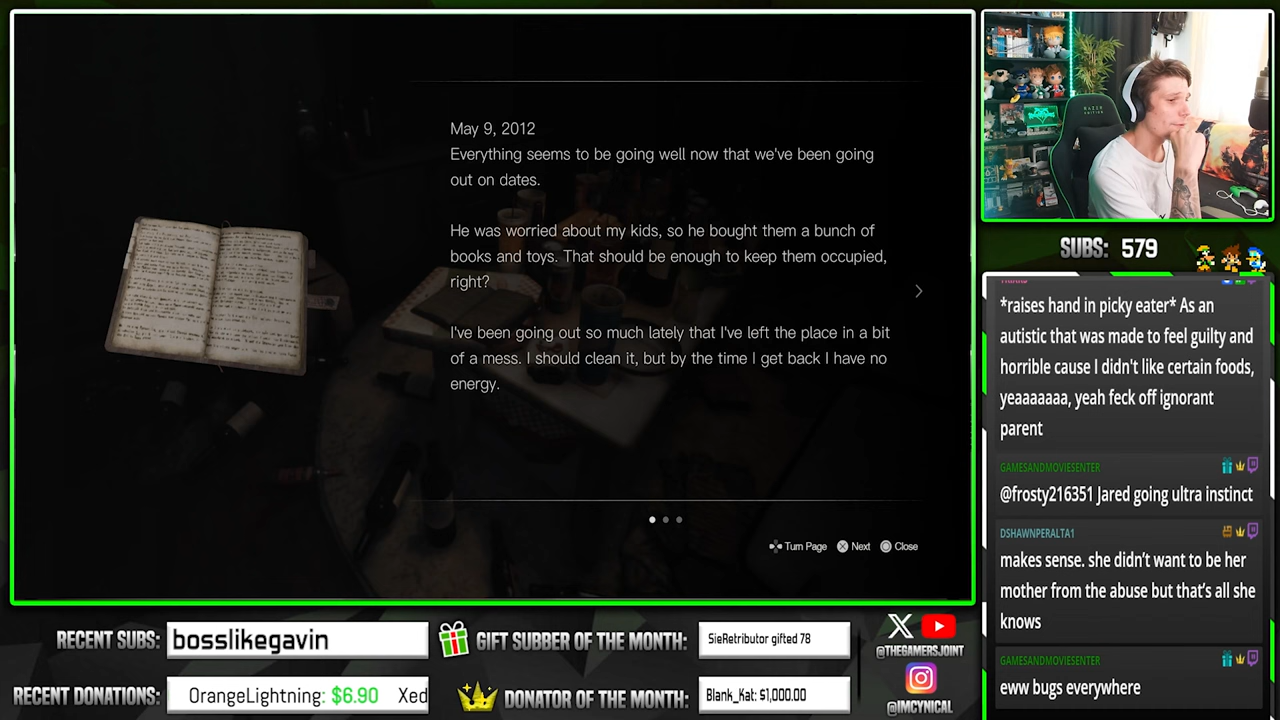 May 9, 2012
Everything seems to be going well now that we've been going
out on dates.
He was worried about my kids, so he bought them a bunch of
books and toys. That should be enough to keep them occupied,
right?
I've been going out so much lately that I've left the place in a bit
of a mess. I should clean it, but by the time I get back I have no
energy.
Turn Page Next Close
SUBS: 579
*raises hand in picky eater* As an
autistic that was made to feel guilty and
horrible cause I didn't like certain foods,
yeaaaaaaa, yeah feck off ignorant
parent
GAMESANDMOVIESENTER
@frosty216351 Jared going ultra instinct
DSHAWNPERALTA1
makes sense. she didn't want to be her
mother from the abuse but that's all she
knows
GAMESANDMOVIESENTER
eww bugs everywhere
RECENT SUBS: bosslikegavin
GIFT SUBBER OF THE MONTH: SieRetributor gifted 78
@THEGAMERSJOINT
RECENT DONATIONS: OrangeLightning: $6.90 Xed
DONATOR OF THE MONTH: Blank_Kat: $1,000.00
@IMCYNICAL